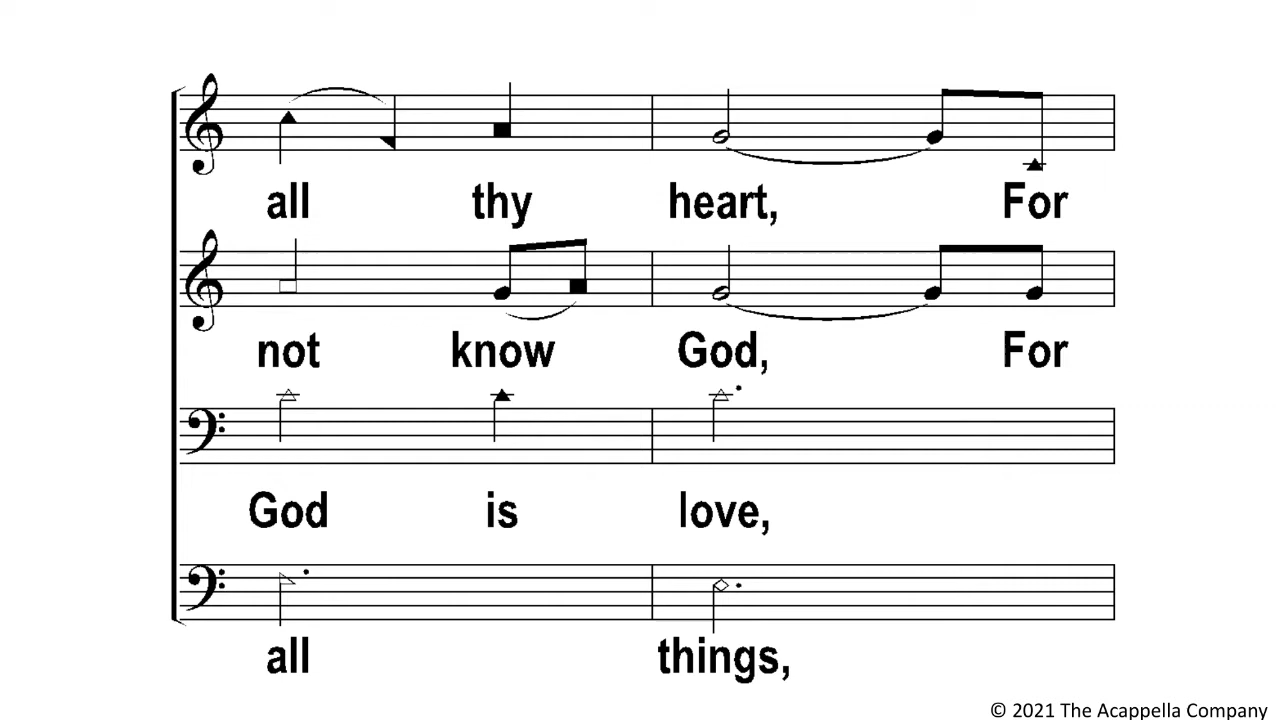 all thy heart, For
not know God, For
God is love,
all things,
© 2021 The Acappella Company